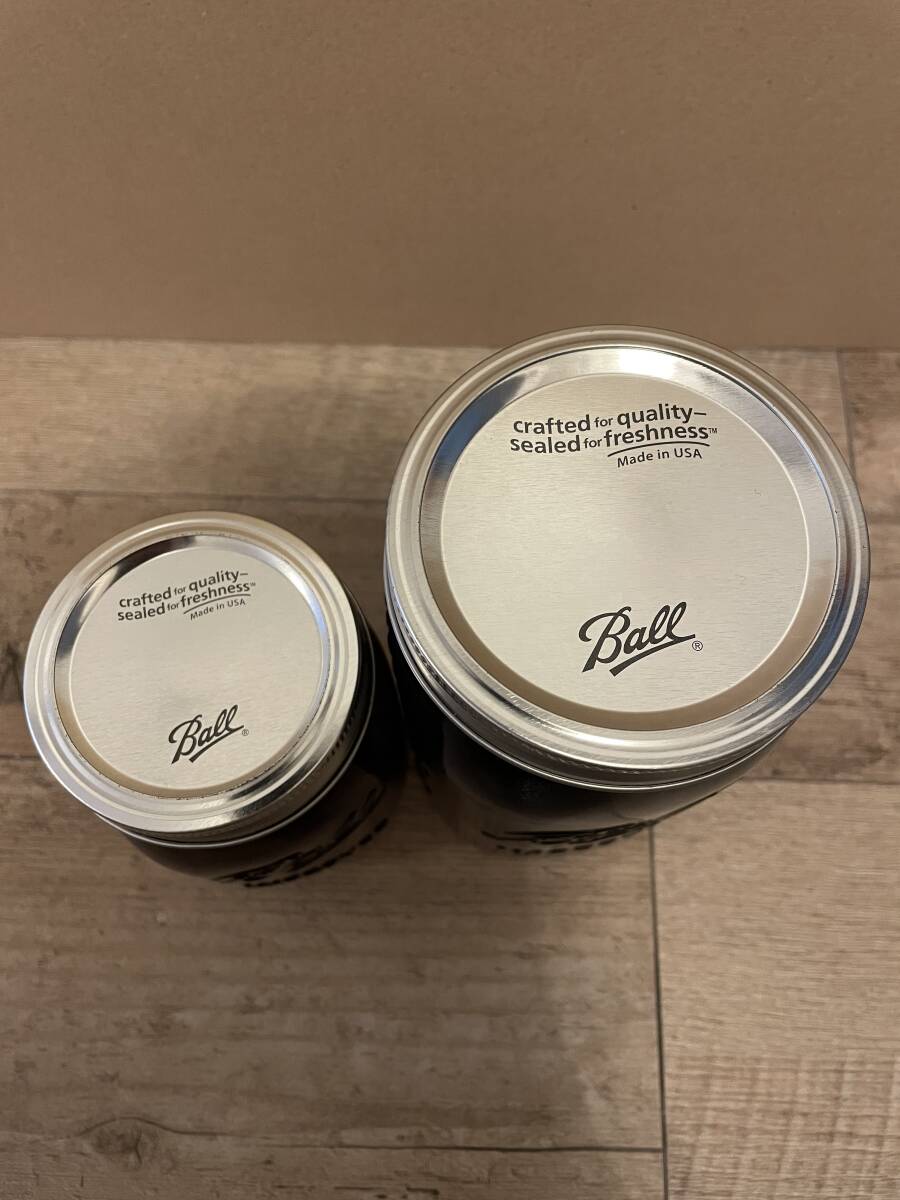 crafted for quality–
sealed for freshness™
Made in USA
Ball®
crafted for quality–
sealed for freshness™
Made in USA
Ball®